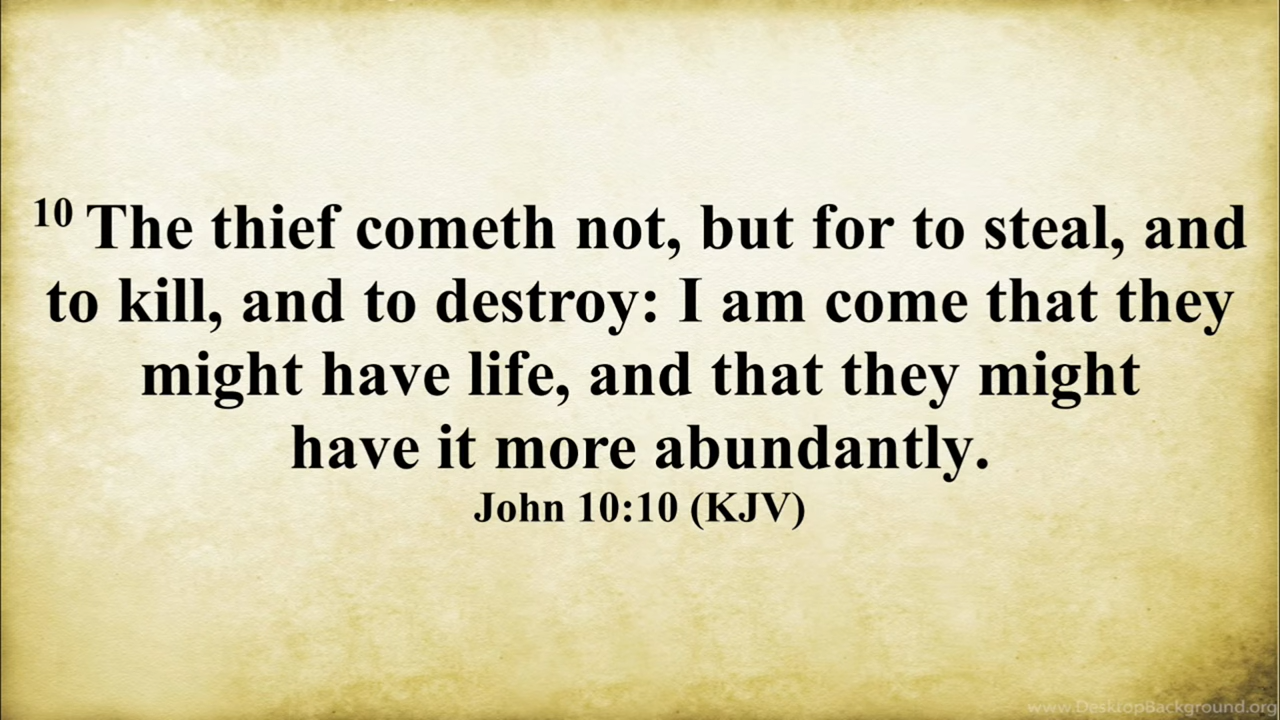 10 The thief cometh not, but for to steal, and
to kill, and to destroy: I am come that they
might have life, and that they might
have it more abundantly.
John 10:10 (KJV)
www.DesktopBackground.org